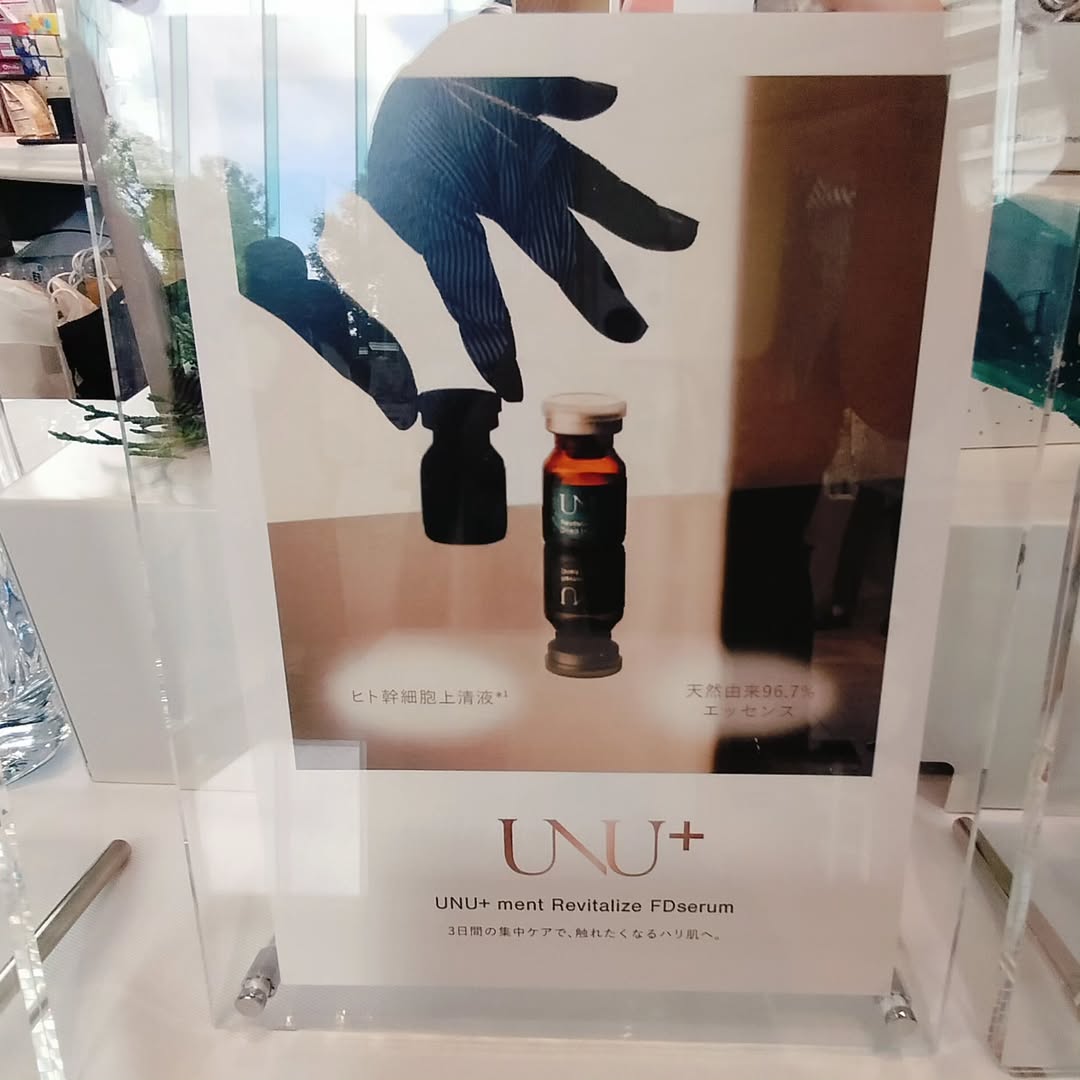 UNU
ヒト幹細胞上清液*1
天然由来96.7%
エッセンス
UNU+
UNU+ ment Revitalize FDserum
3日間の集中ケアで、触れたくなるハリ肌へ。